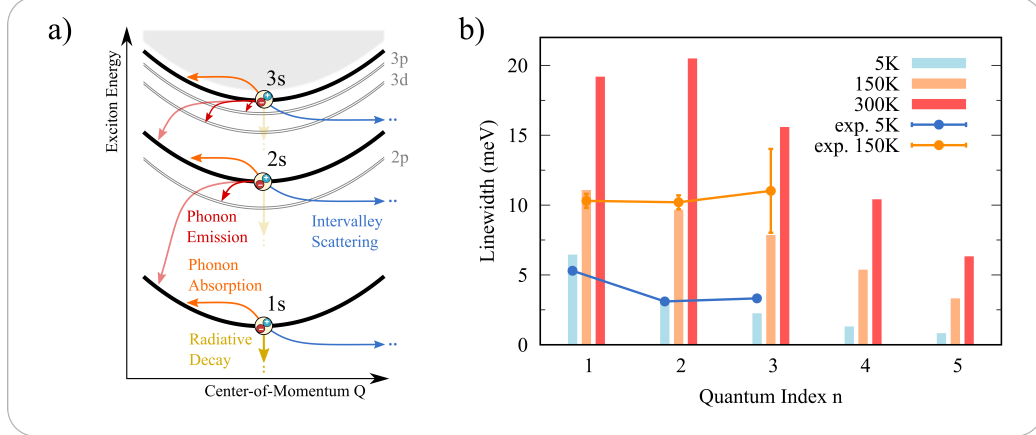 a)
Exciton Energy
3p
3d
3s
2s
2p
Phonon
Emission
Intervalley
Scattering
Phonon
Absorption
1s
Radiative
Decay
Center-of-Momentum Q
b)
Linewidth (meV)
20
15
10
5
0
5K
150K
300K
exp. 5K
exp. 150K
1 2 3 4 5
Quantum Index n